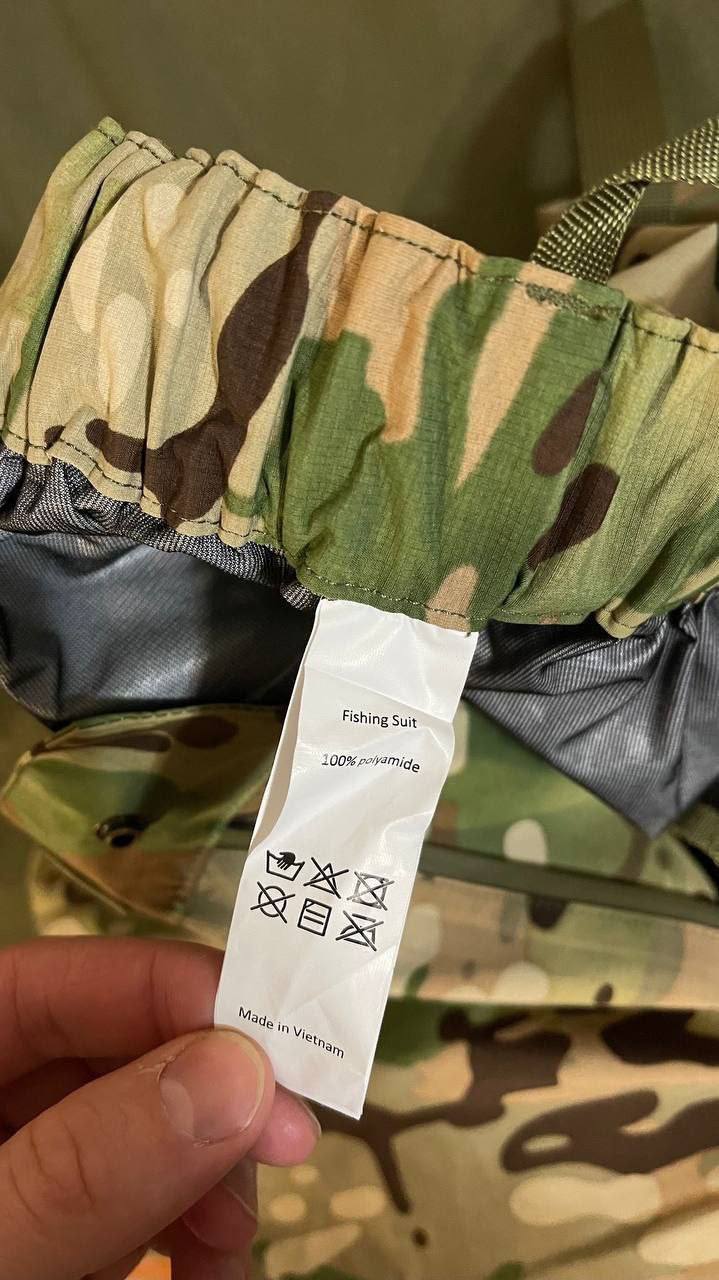 Fishing Suit
100% polyamide
Made in Vietnam